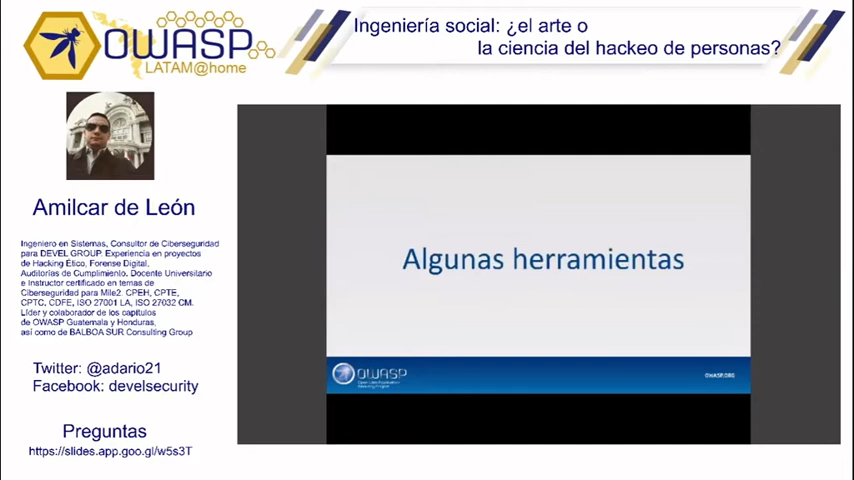 OWASP
LATAM@home
Ingeniería social: ¿el arte o
la ciencia del hackeo de personas?
Amilcar de León
Ingeniero en Sistemas, Consultor de Ciberseguridad
para DEVEL GROUP. Experiencia en proyectos
de Hacking Ético, Forense Digital,
Auditorías de Cumplimiento. Docente Universitario
e Instructor certificado en temas de
Ciberseguridad para Mile2. CPEH, CPTE,
CPTC, CDFE, ISO 27001 LA, ISO 27032 CM.
Líder y colaborador de los capítulos
de OWASP Guatemala y Honduras,
así como de BALBOA SUR Consulting Group
Twitter: @adario21
Facebook: develsecurity
Preguntas
https://slides.app.goo.gl/w5s3T
Algunas herramientas
OWASP
OWASP.ORG